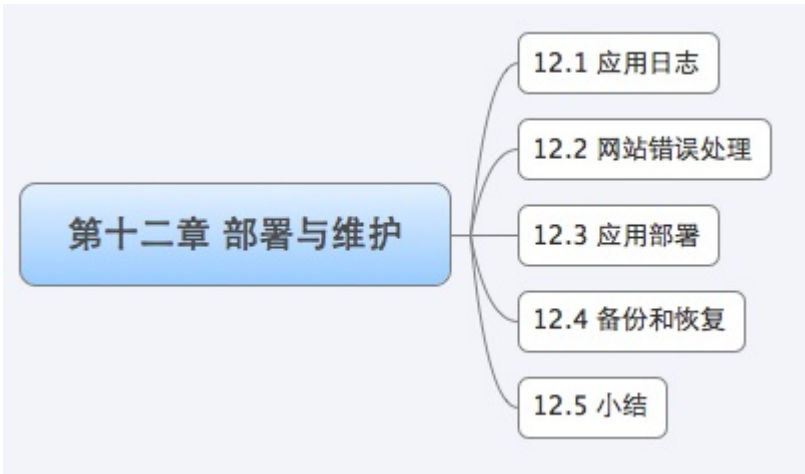 第十二章 部署与维护
12.1 应用日志
12.2 网站错误处理
12.3 应用部署
12.4 备份和恢复
12.5 小结